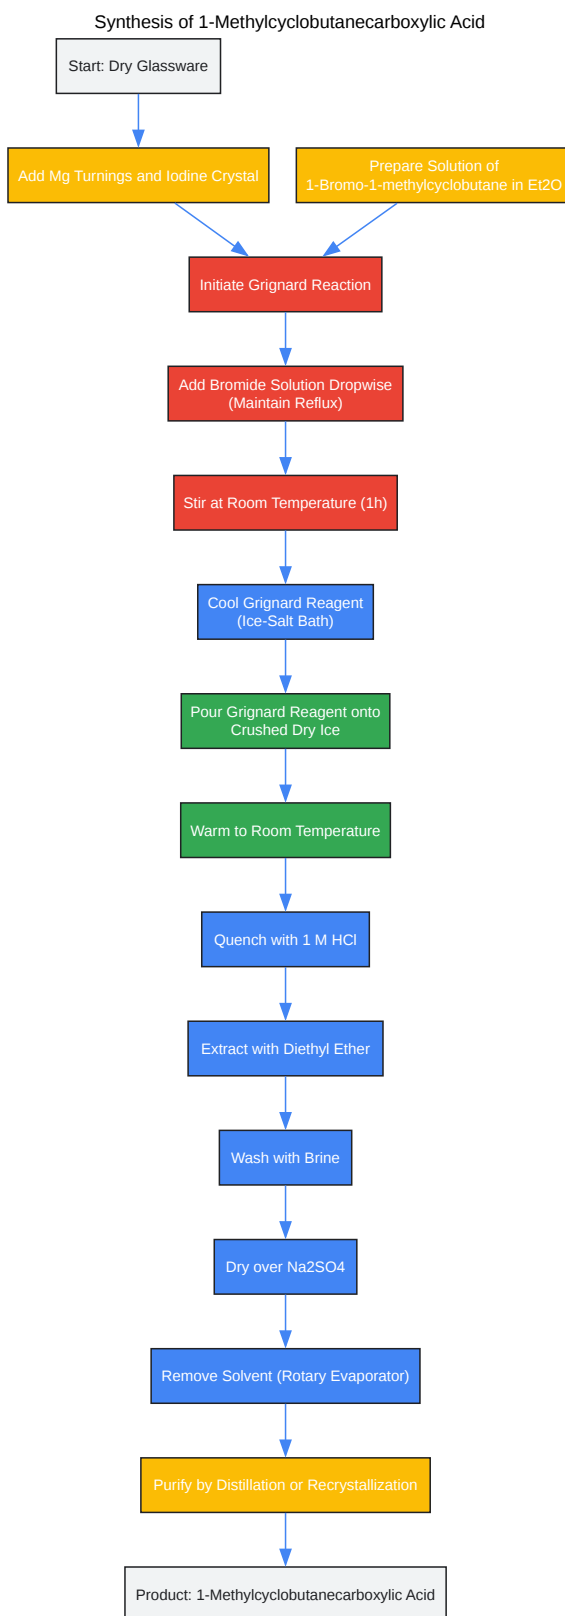 Synthesis of 1-Methylcyclobutanecarboxylic Acid
Start: Dry Glassware
Add Mg Turnings and Iodine Crystal
Prepare Solution of
1-Bromo-1-methylcyclobutane in Et2O
Initiate Grignard Reaction
Add Bromide Solution Dropwise
(Maintain Reflux)
Stir at Room Temperature (1h)
Cool Grignard Reagent
(Ice-Salt Bath)
Pour Grignard Reagent onto
Crushed Dry Ice
Warm to Room Temperature
Quench with 1 M HCl
Extract with Diethyl Ether
Wash with Brine
Dry over Na2SO4
Remove Solvent (Rotary Evaporator)
Purify by Distillation or Recrystallization
Product: 1-Methylcyclobutanecarboxylic Acid